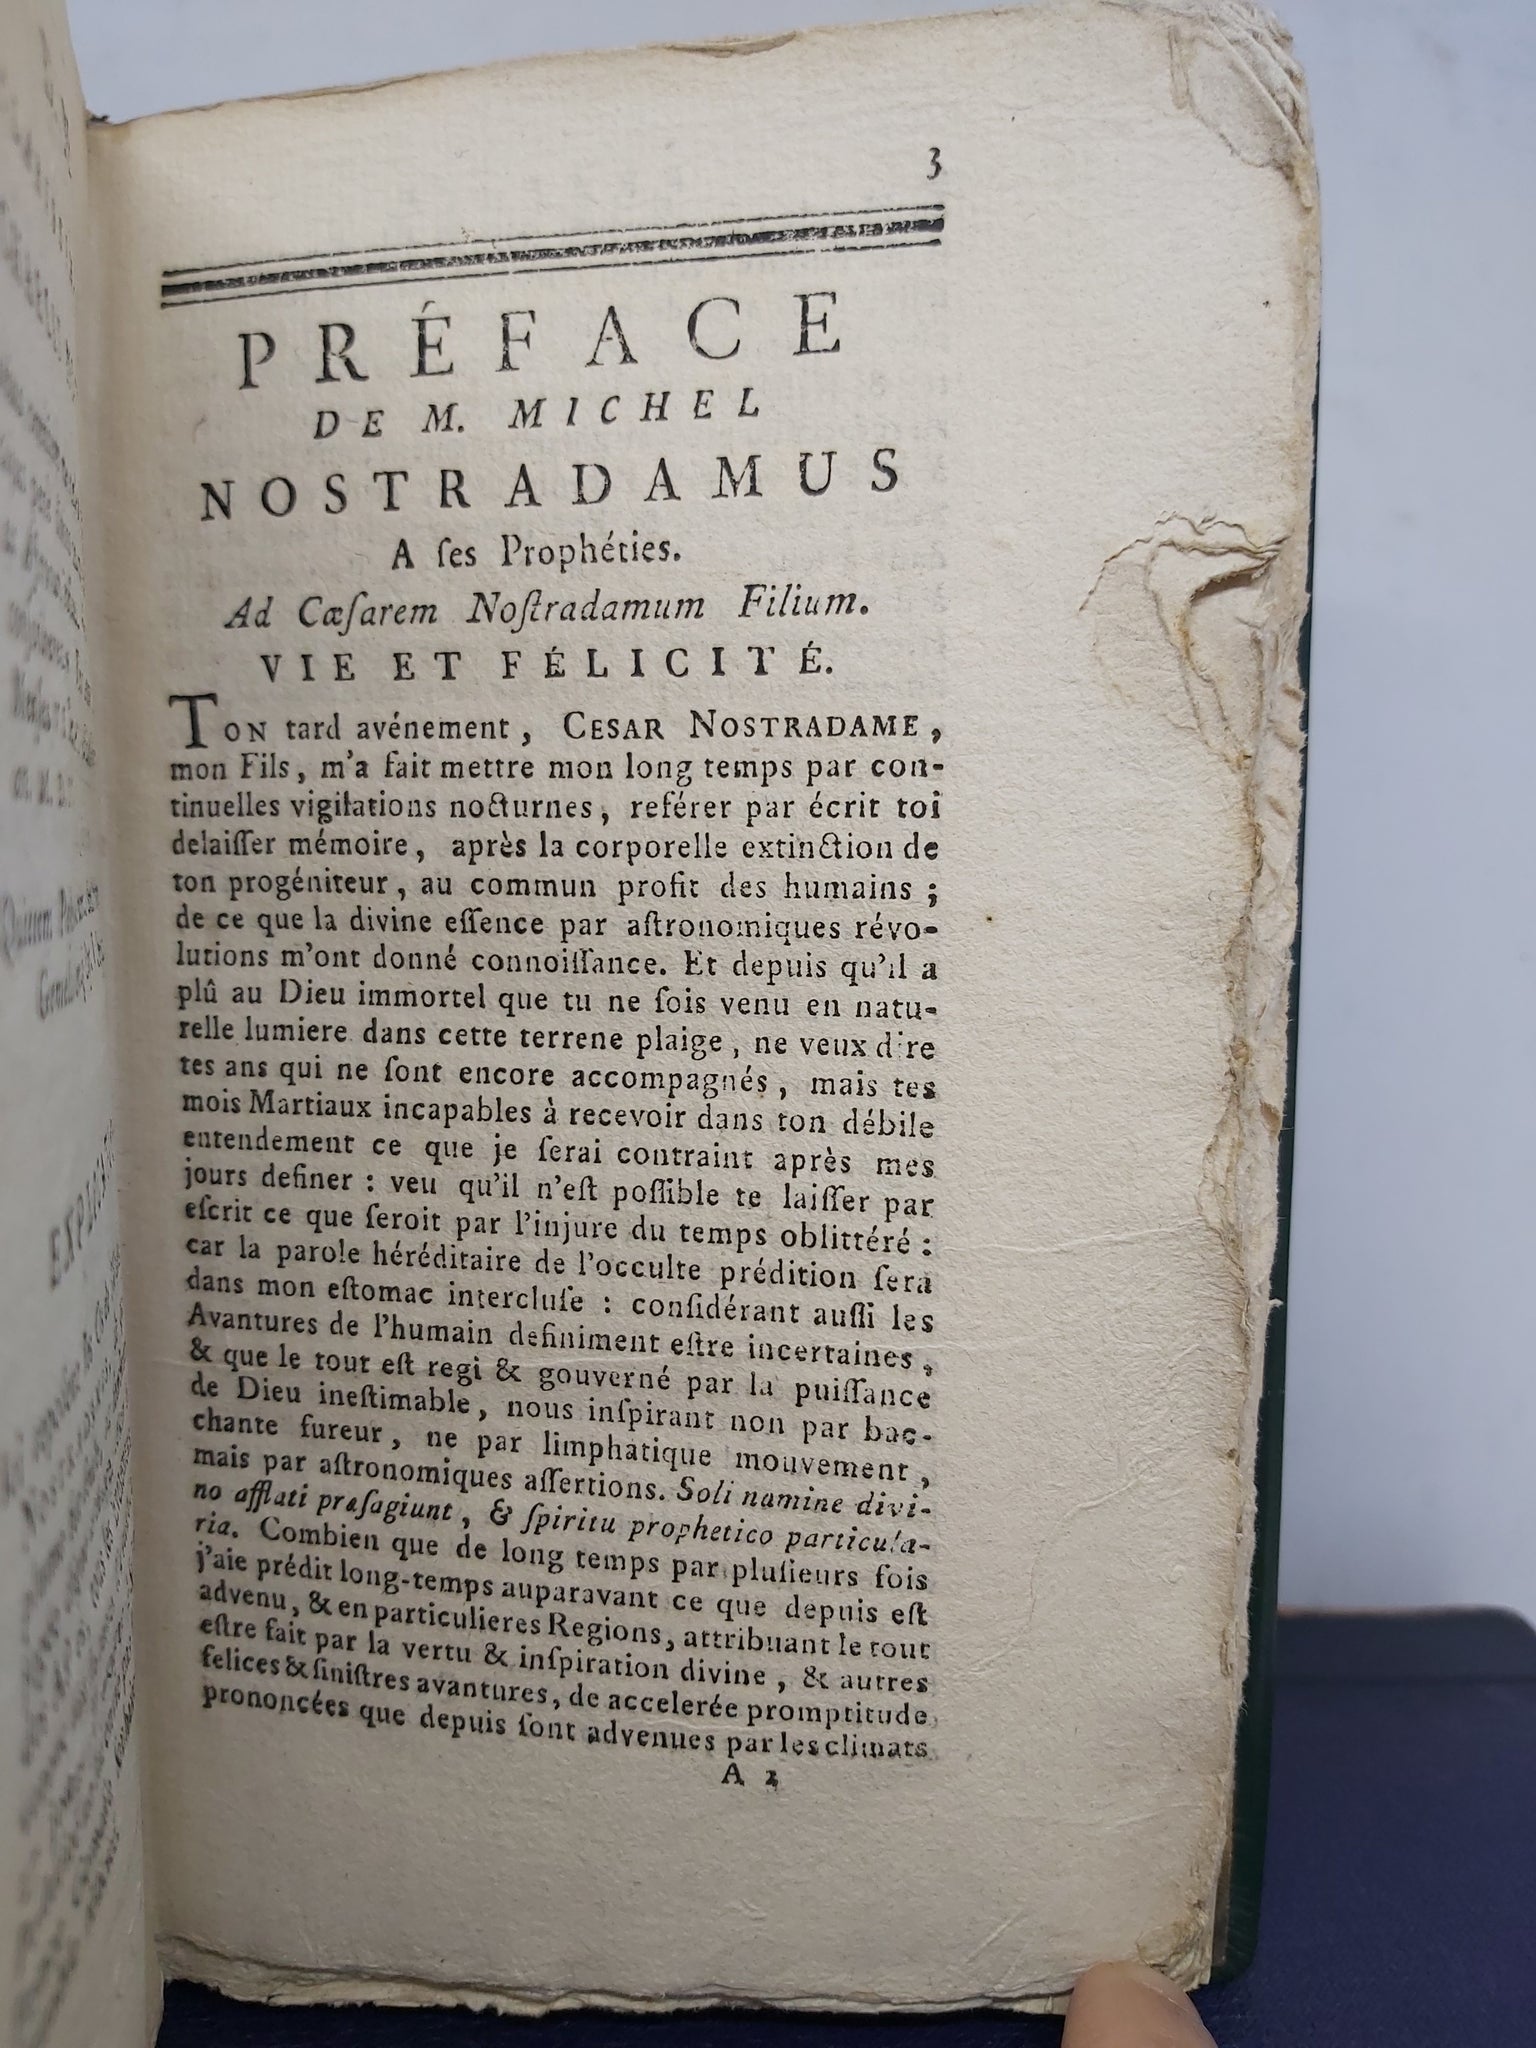 3
PRÉFACE
DE M. MICHEL
NOSTRADAMUS
A ſes Prophéties.
Ad Cæſarem Noſtradamum Filium.
VIE ET FÉLICITÉ.
TON tard avénement, CESAR NOSTRADAME,
mon Fils, m'a fait mettre mon long temps par con-
tinuelles vigilations nocturnes, reférer par écrit toi
delaiſſer mémoire, après la corporelle extinction de
ton progéniteur, au commun profit des humains;
de ce que la divine eſſence par aſtronomiques révo-
lutions m'ont donné connoiſſance. Et depuis qu'il a
plû au Dieu immortel que tu ne ſois venu en natu-
relle lumiere dans cette terrene plaige, ne veux dire
tes ans qui ne ſont encore accompagnés, mais tes
mois Martiaux incapables à recevoir dans ton débile
entendement ce que je ſerai contraint après mes
jours definer : veu qu'il n'eſt poſſible te laiſſer par
eſcrit ce que ſeroit par l'injure du temps oblittéré :
car la parole héréditaire de l'occulte prédition ſera
dans mon eſtomac intercluſe : conſidérant auſſi les
Avantures de l'humain definiment eſtre incertaines,
& que le tout eſt regi & gouverné par la puiſſance
de Dieu ineſtimable, nous inſpirant non par bac-
chante fureur, ne par limphatique mouvement,
mais par aſtronomiques aſſertions. Soli numine divi-
no afflati præſagiunt, & ſpiritu prophetico particula-
ria. Combien que de long temps par pluſieurs fois
j'aie prédit long-temps auparavant ce que depuis eſt
advenu, & en particulieres Regions, attribuant le tout
eſtre fait par la vertu & inſpiration divine, & autres
felices & ſiniſtres avantures, de accelerée promptitude
prononcées que depuis ſont advenues par les climats
A 2